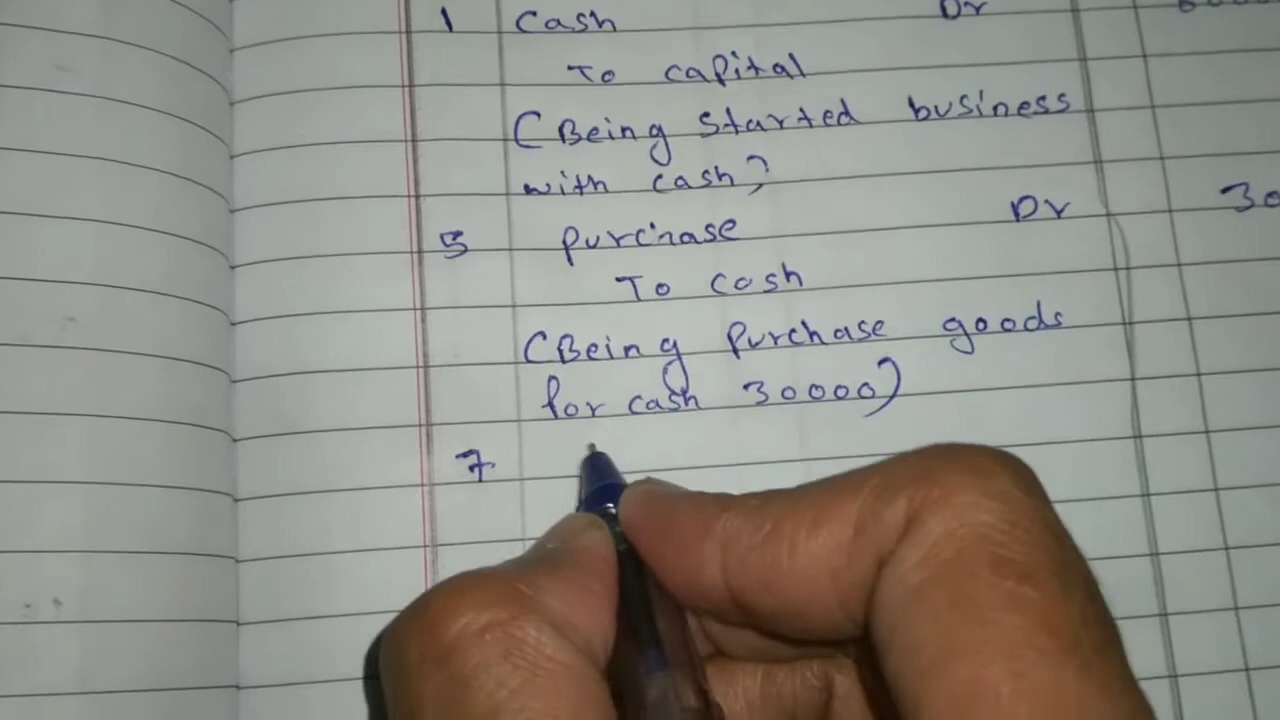 1 Cash Dr
To capital
(Being Started business
with cash)
5 purchase Dr 30
To cash
(Being Purchase goods
for cash 30000)
7